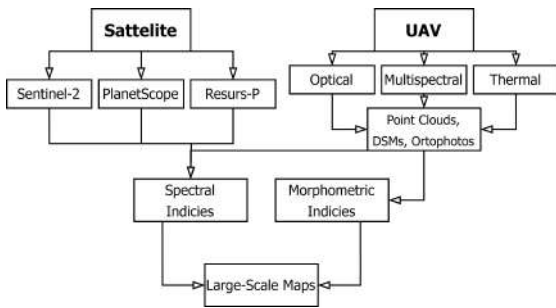 Sattelite
UAV
Sentinel-2
PlanetScope
Resurs-P
Optical
Multispectral
Thermal
Point Clouds,
DSMs, Ortophotos
Spectral
Indicies
Morphometric
Indicies
Large-Scale Maps